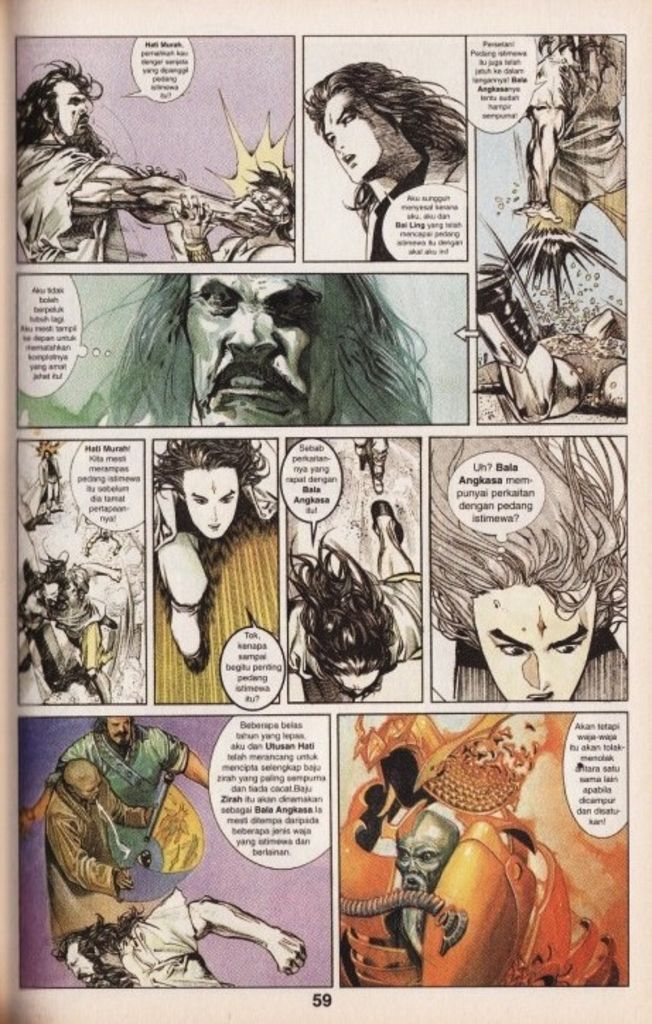 Hati Murah,
pernahkah kau
dengar senjata
yang dipanggil
pedang
istimewa
itu?
Aku sungguh
menyesal kerana
aku, aku dan
Bai Ling yang telah
mencapai pedang
istimewa itu dengan
akal aku ini!
Persetan!
Pedang istimewa
itu juga telah
jatuh ke dalam
tangannya! Bala
Angkasanya
tentu sudah
hampir
sempurna!
Aku tidak
boleh
berpeluk
tubuh lagi.
Aku mesti tampil
ke depan untuk
mematahkan
komplotnya
yang amat
jahat itu!
Hati Murah!
Kita mesti
merampas
pedang istimewa
itu sebelum
dia tamat
pertapaan-
nya!
Tok,
kenapa
sampai
begitu penting
pedang
istimewa itu?
Sebab
perkaitan-
nya yang
rapat dengan
Bala
Angkasa
itu!
Uh? Bala
Angkasa mem-
punyai perkaitan
dengan pedang
istimewa?
Beberapa belas
tahun yang lepas,
aku dan Utusan Hati
telah merancang untuk
mencipta selengkap baju
zirah yang paling sempurna
dan tiada cacat.Baju
Zirah itu akan dinamakan
sebagai Bala Angkasa.Ia
mesti ditempa daripada
beberapa jenis waja
yang istimewa dan
berlainan.
Akan tetapi
waja-waja
itu akan tolak-
menolak
antara satu
sama lain
apabila
dicampur
dan disatu-
kan!
59